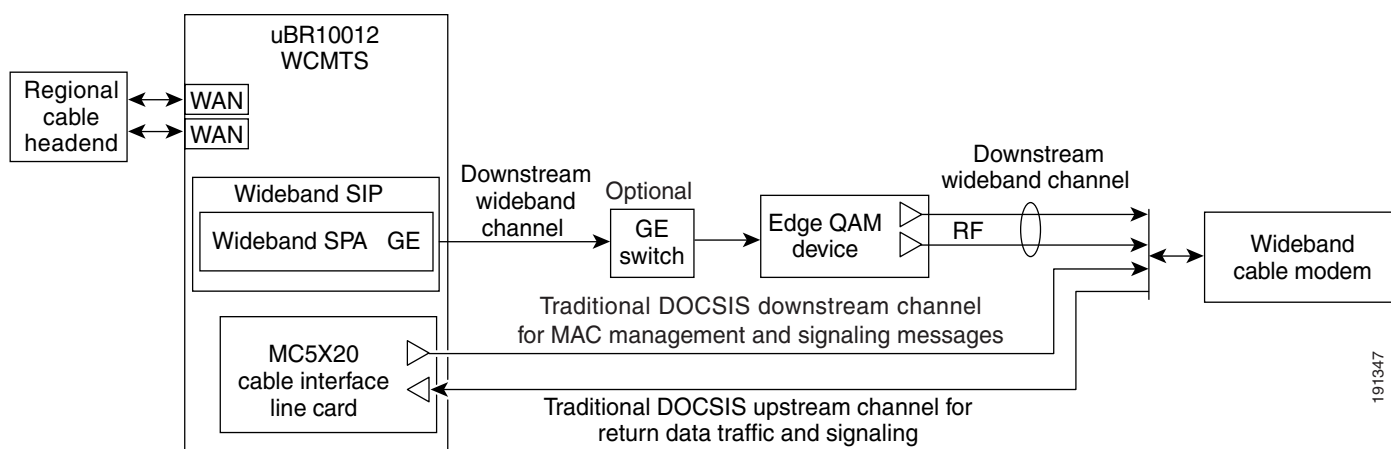 uBR10012
WCMTS
Regional
cable
headend
WAN
WAN
Wideband SIP
Wideband SPA GE
Downstream
wideband
channel
Optional
GE
switch
Edge QAM
device
RF
Downstream
wideband channel
Wideband
cable modem
Traditional DOCSIS downstream channel
for MAC management and signaling messages
MC5X20
cable interface
line card
Traditional DOCSIS upstream channel for
return data traffic and signaling
191347